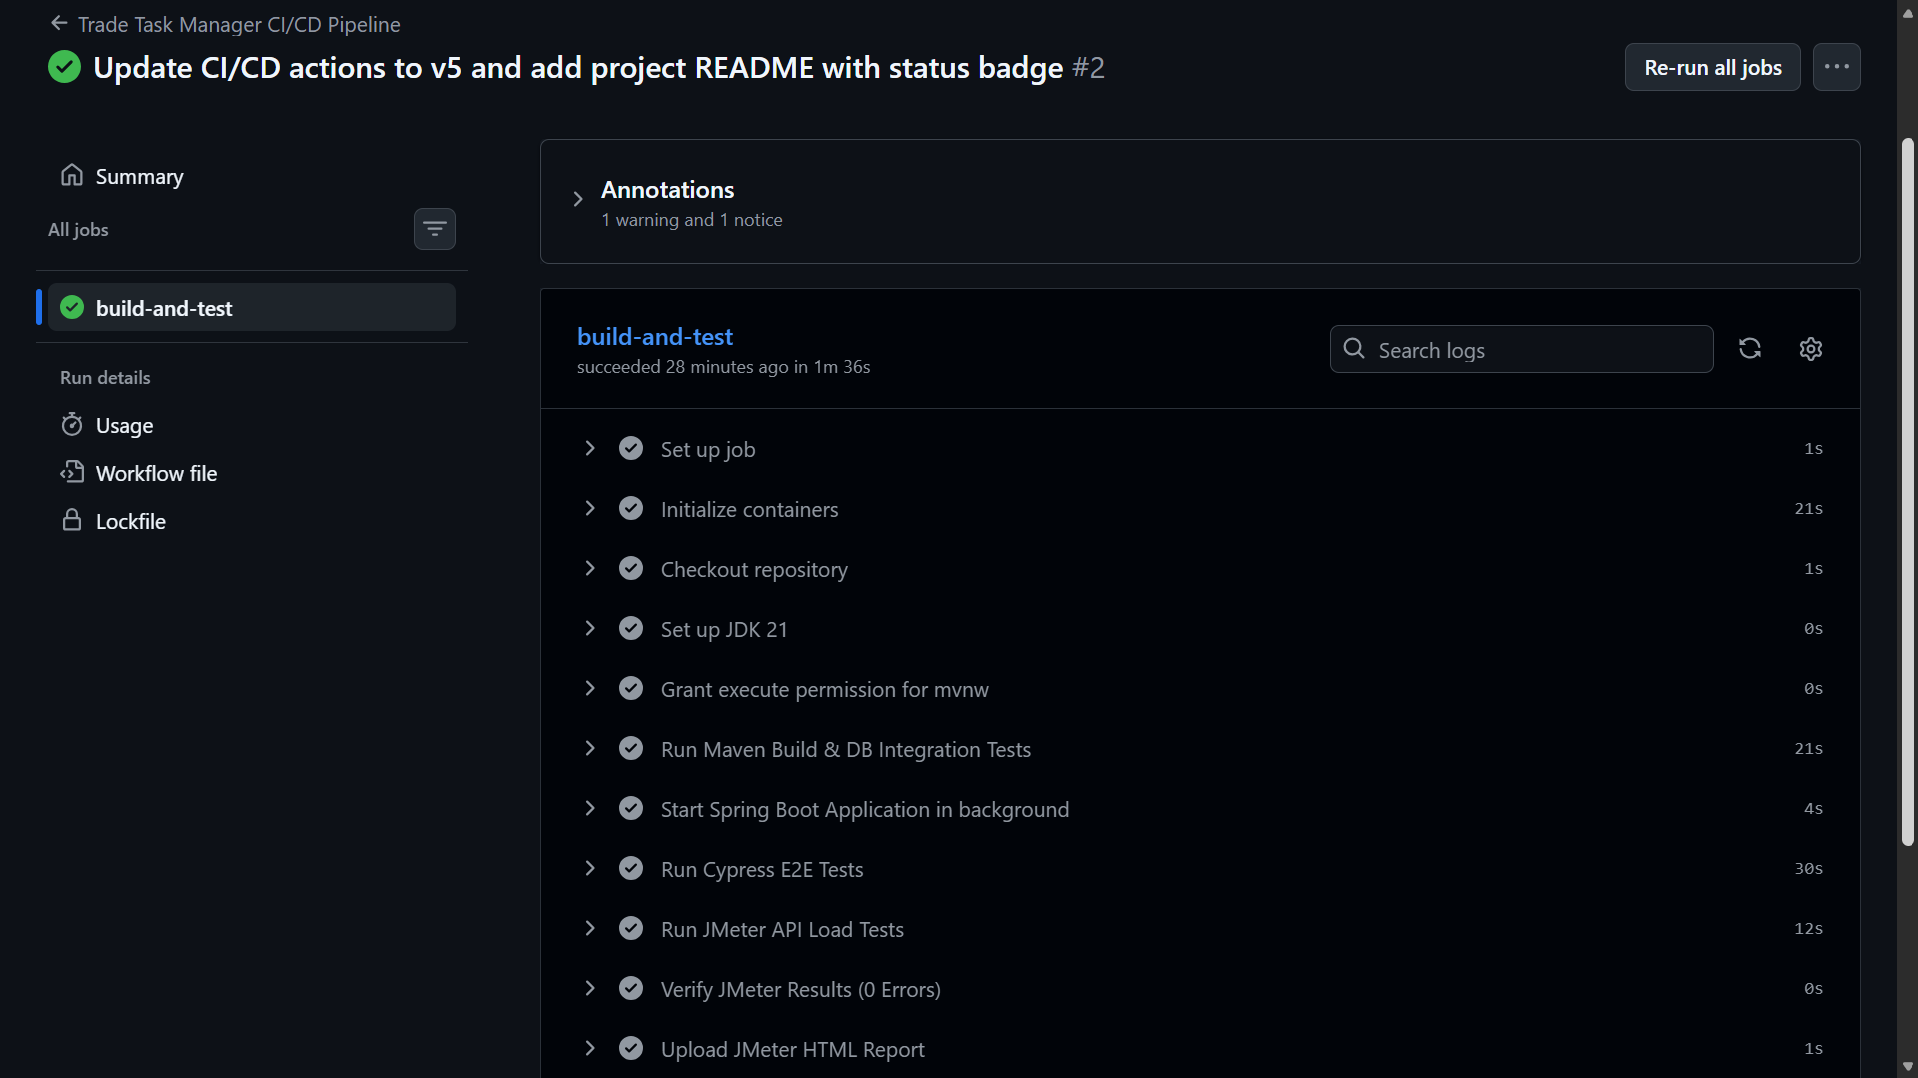 Trade Task Manager CI/CD Pipeline
Update CI/CD actions to v5 and add project README with status badge #2
Re-run all jobs
Summary
All jobs
build-and-test
Run details
Usage
Workflow file
Lockfile
Annotations
1 warning and 1 notice
build-and-test
succeeded 28 minutes ago in 1m 36s
Search logs
Set up job 1s
Initialize containers 21s
Checkout repository 1s
Set up JDK 21 0s
Grant execute permission for mvnw 0s
Run Maven Build & DB Integration Tests 21s
Start Spring Boot Application in background 4s
Run Cypress E2E Tests 30s
Run JMeter API Load Tests 12s
Verify JMeter Results (0 Errors) 0s
Upload JMeter HTML Report 1s